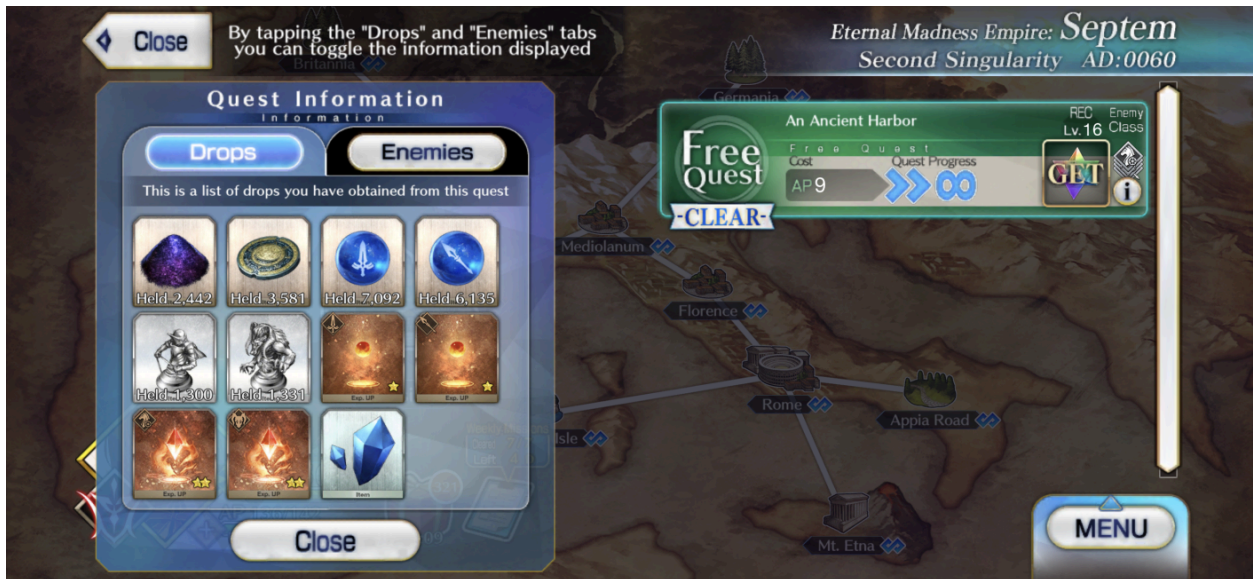 Close
By tapping the "Drops" and "Enemies" tabs
you can toggle the information displayed
Britannia
Eternal Madness Empire: Septem
Second Singularity AD:0060
Germania
Quest Information
Information
Drops
Enemies
This is a list of drops you have obtained from this quest
Held 2,442
Held 3,581
Held 7,092
Held 6,135
Held 1,300
Held 1,331
Exp. UP
Exp. UP
Exp. UP
Exp. UP
Item
Close
Free
Quest
-CLEAR-
An Ancient Harbor
Free Quest
Cost
Quest Progress
AP 9
REC
Lv.16
Enemy
Class
GET
i
Mediolanum
Florence
Rome
Appia Road
Isle
Left
Mt. Etna
MENU